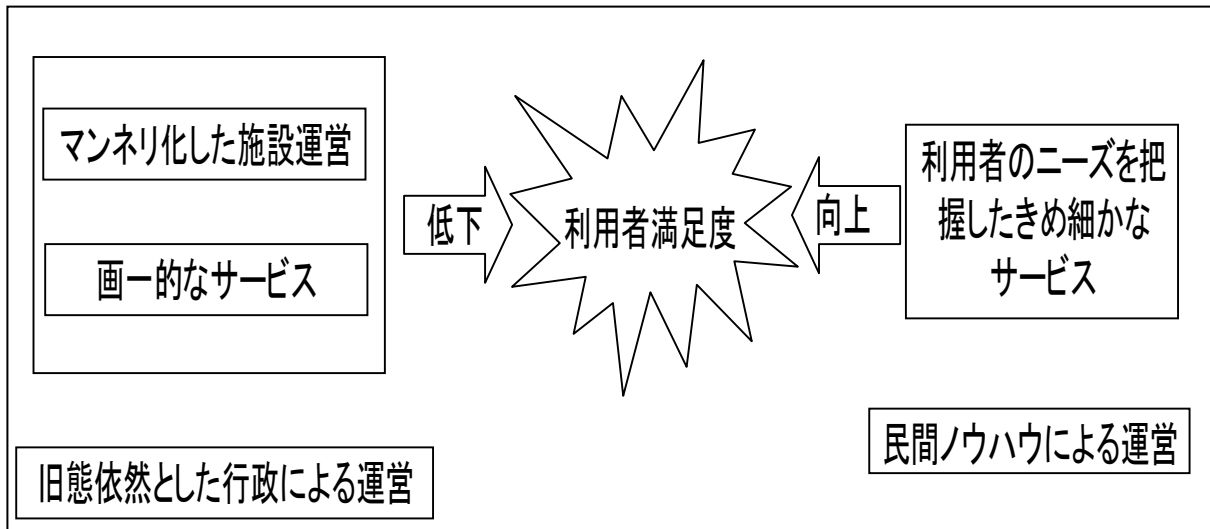 マンネリ化した施設運営
画一的なサービス
低下
利用者満足度
向上
利用者のニーズを把
握したきめ細かな
サービス
旧態依然とした行政による運営
民間ノウハウによる運営